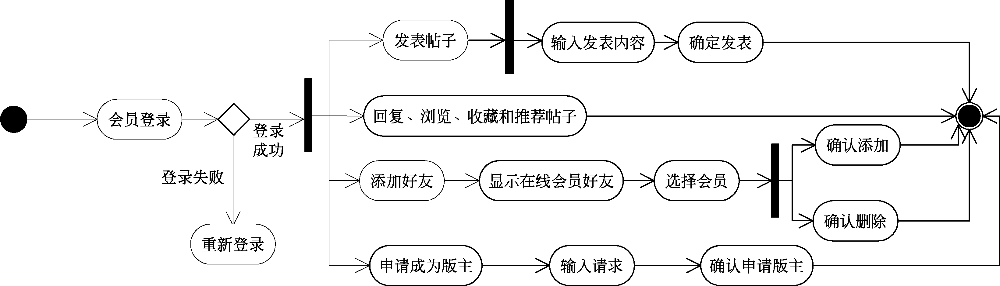 发表帖子
输入发表内容
确定发表
会员登录
登录
成功
回复、浏览、收藏和推荐帖子
确认添加
登录失败
添加好友
显示在线会员好友
选择会员
确认删除
重新登录
申请成为版主
输入请求
确认申请版主